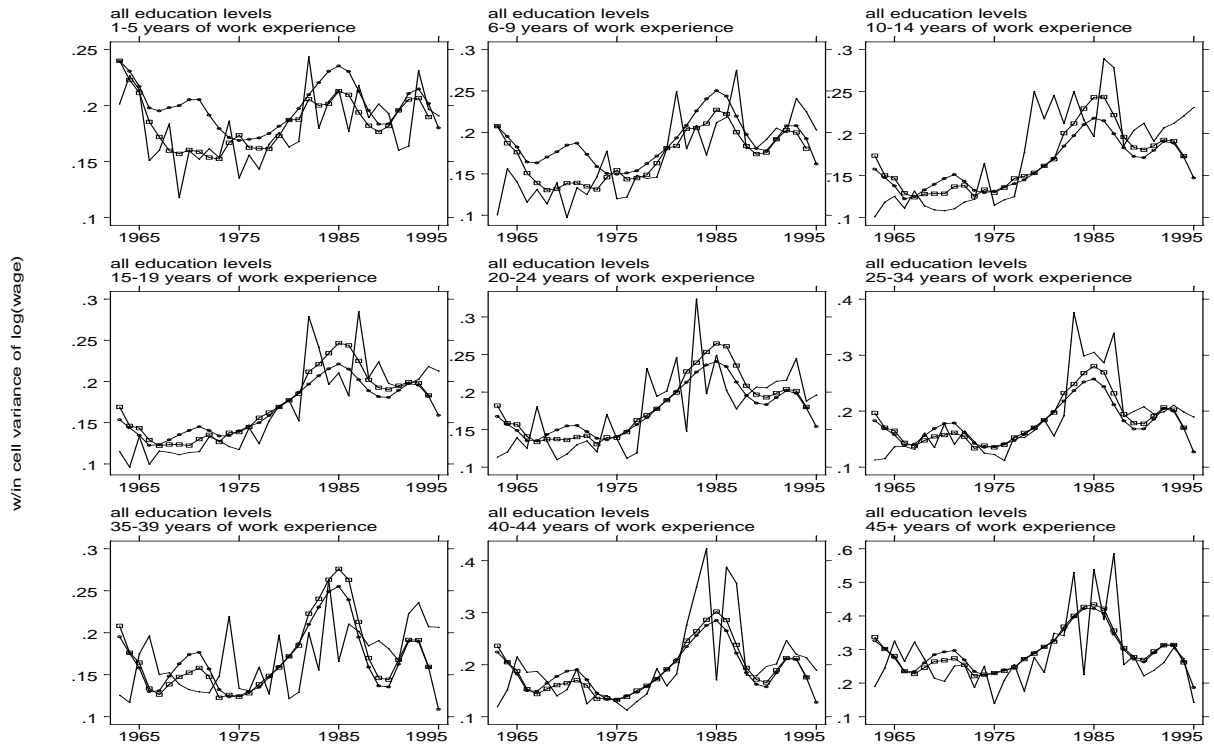 all education levels
1-5 years of work experience
.25
.2
.15
.1
1965 1975 1985 1995
all education levels
6-9 years of work experience
.3
.25
.2
.15
.1
1965 1975 1985 1995
all education levels
10-14 years of work experience
.3
.25
.2
.15
.1
1965 1975 1985 1995
w/in cell variance of log(wage)
all education levels
15-19 years of work experience
.3
.25
.2
.15
.1
1965 1975 1985 1995
all education levels
20-24 years of work experience
.3
.25
.2
.15
.1
1965 1975 1985 1995
all education levels
25-34 years of work experience
.4
.3
.2
.1
1965 1975 1985 1995
all education levels
35-39 years of work experience
.3
.25
.2
.15
.1
1965 1975 1985 1995
all education levels
40-44 years of work experience
.4
.3
.2
.1
1965 1975 1985 1995
all education levels
45+ years of work experience
.6
.5
.4
.3
.2
.1
1965 1975 1985 1995